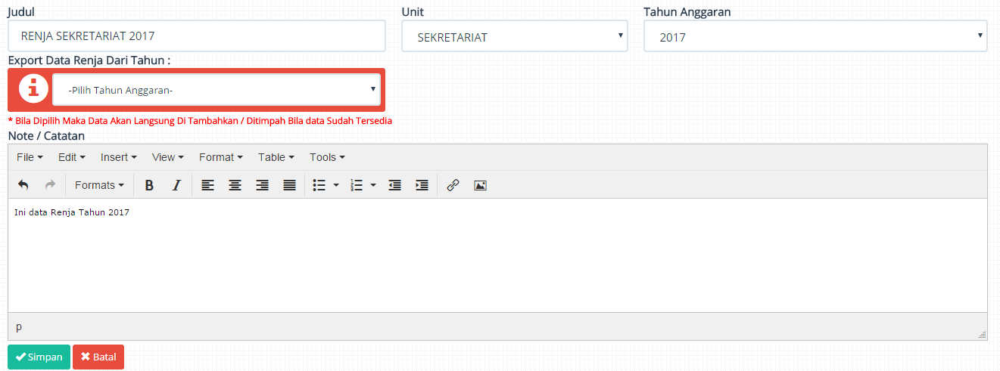 Judul Unit Tahun Anggaran
RENJA SEKRETARIAT 2017 SEKRETARIAT 2017
Export Data Renja Dari Tahun :
-Pilih Tahun Anggaran-
* Bila Dipilih Maka Data Akan Langsung Di Tambahkan / Ditimpah Bila data Sudah Tersedia
Note / Catatan
File Edit Insert View Format Table Tools
Formats B I
Ini data Renja Tahun 2017
p
Simpan Batal